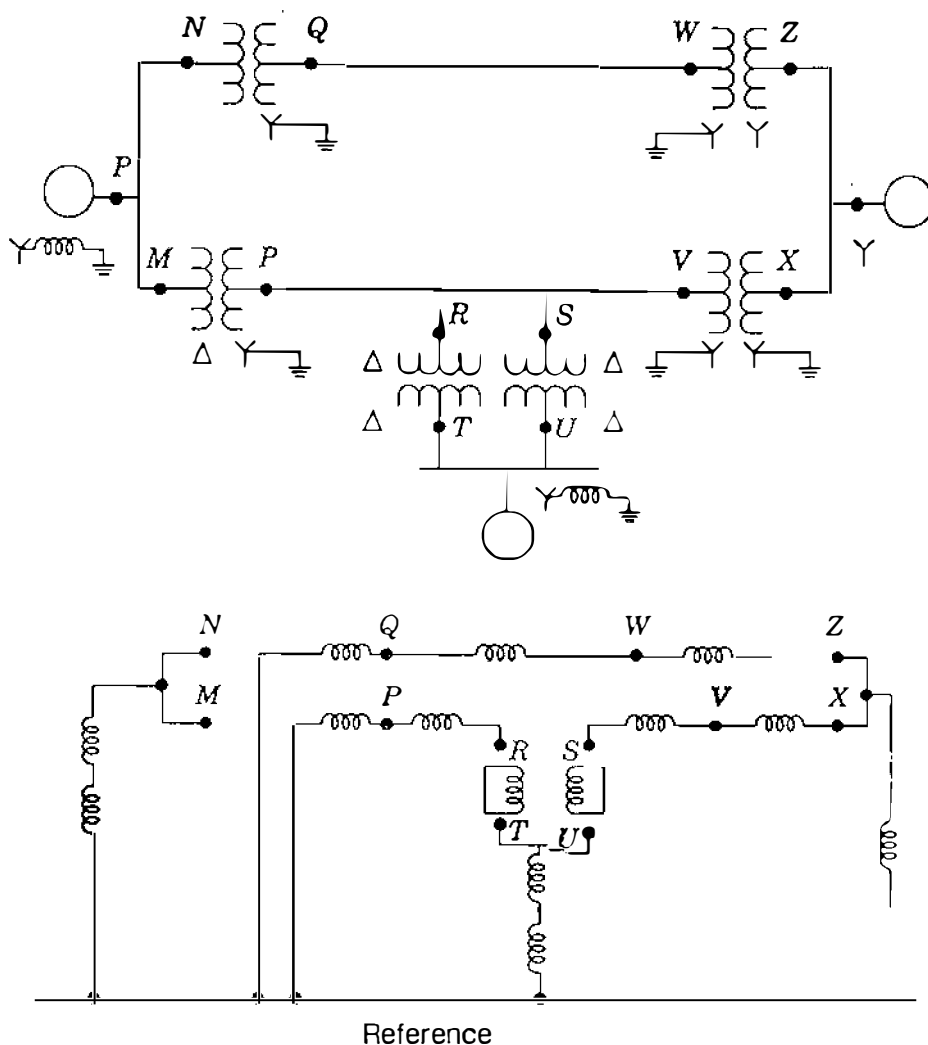 N Q W Z
P
M P V X
R S
Δ Δ Δ
T U
Δ Δ
N Q W Z
M P V X
R S
T U
Reference